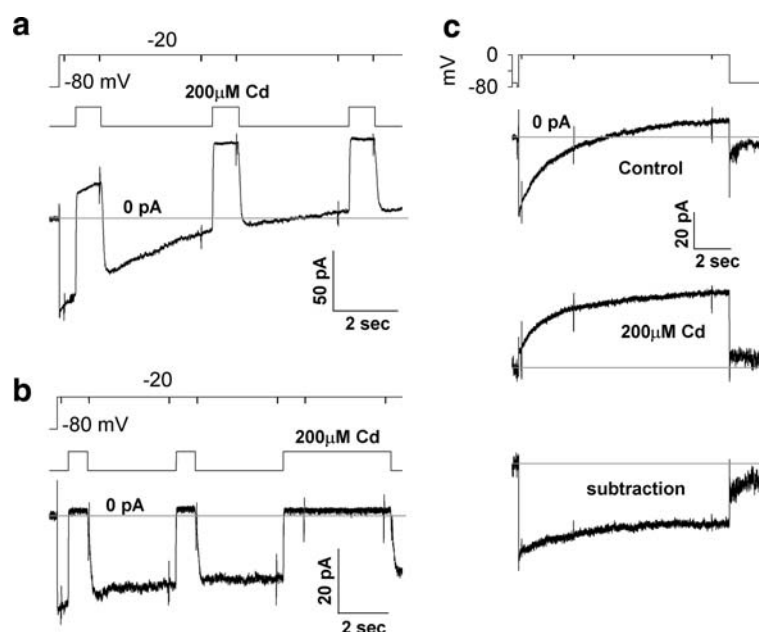 a
-20
-80 mV
200μM Cd
0 pA
50 pA
2 sec
b
-20
-80 mV
200μM Cd
0 pA
20 pA
2 sec
c
0
-80
mV
0 pA
Control
20 pA
2 sec
200μM Cd
subtraction